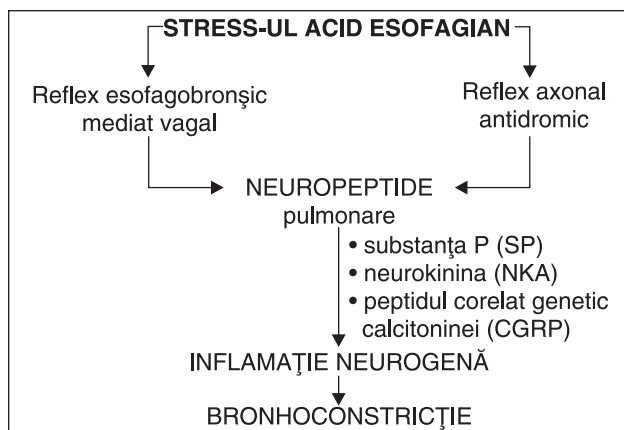 STRESS-UL ACID ESOFAGIAN
Reflex esofagobronşic
mediat vagal
Reflex axonal
antidromic
NEUROPEPTIDE
pulmonare
• substanţa P (SP)
• neurokinina (NKA)
• peptidul corelat genetic
calcitoninei (CGRP)
INFLAMAŢIE NEUROGENĂ
BRONHOCONSTRICŢIE